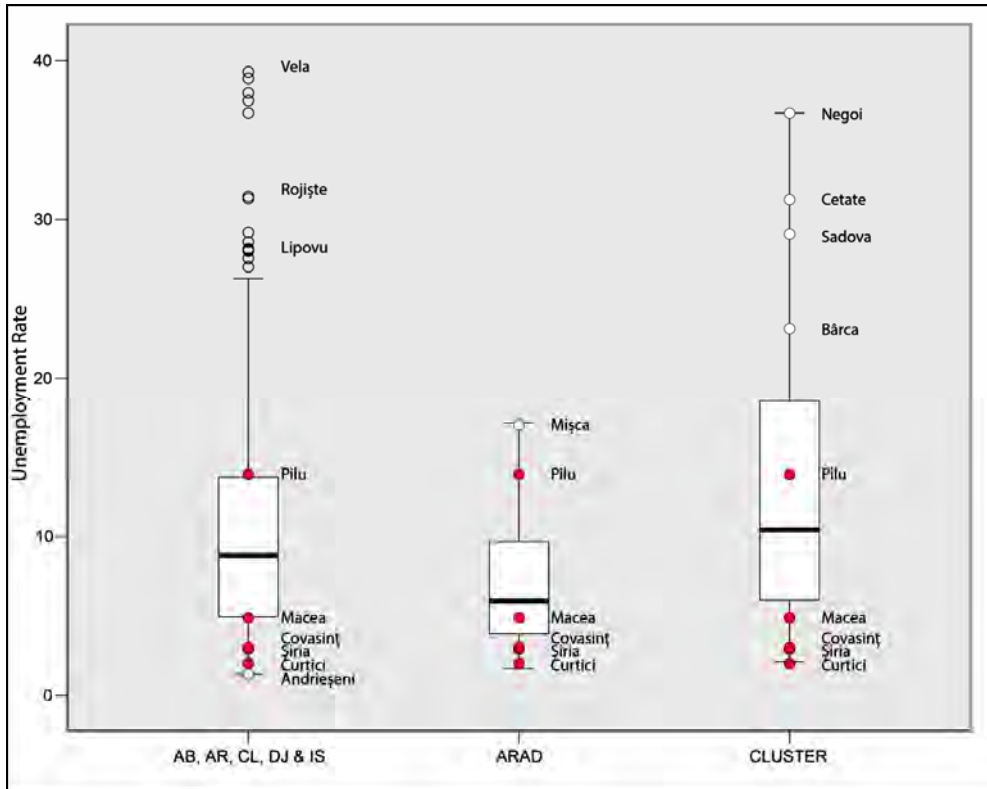 Unemployment Rate
40
30
20
10
0
Vela
Rojişte
Lipovu
Pilu
Macea
Covasinţ
Şiria
Curtici
Andrieşeni
Mişca
Pilu
Macea
Covasinţ
Şiria
Curtici
Negoi
Cetate
Sadova
Bârca
Pilu
Macea
Covasinţ
Şiria
Curtici
AB, AR, CL, DJ & IS
ARAD
CLUSTER